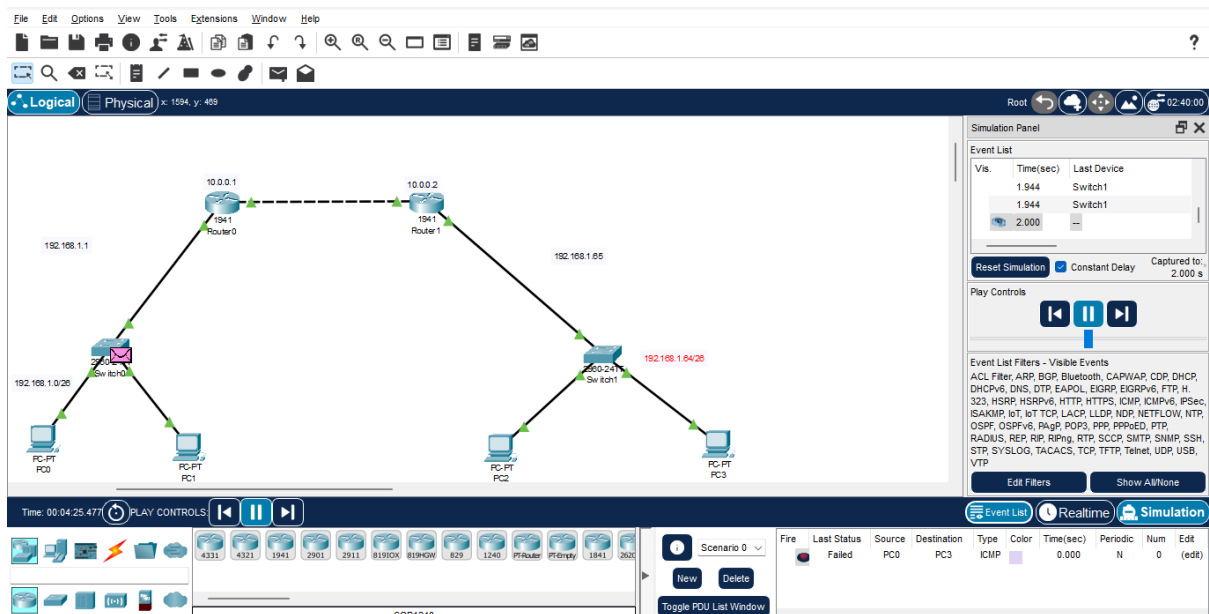 File Edit Options View Tools Extensions Window Help
?
Logical Physical x: 1594, y: 469 Root 02:40:00
Simulation Panel
Event List
Vis. Time(sec) Last Device
1.944 Switch1
1.944 Switch1
2.000 --
Reset Simulation Constant Delay Captured to:
2.000 s
Play Controls
Event List Filters - Visible Events
ACL Filter, ARP, BGP, Bluetooth, CAPWAP, CDP, DHCP,
DHCPv6, DNS, DTP, EAPOL, EIGRP, EIGRPv6, FTP, H.
323, HSRP, HSRPv6, HTTP, HTTPS, ICMP, ICMPv6, IPSec,
ISAKMP, IoT, IoT TCP, LACP, LLDP, NDP, NETFLOW, NTP,
OSPF, OSPFv6, PAgP, POP3, PPP, PPPoED, PTP,
RADIUS, REP, RIP, RIPng, RTP, SCCP, SMTP, SNMP, SSH,
STP, SYSLOG, TACACS, TCP, TFTP, Telnet, UDP, USB,
VTP
Edit Filters Show All/None
10.0.0.1
10.0.0.2
1941
Router0
1941
Router1
192.168.1.1
192.168.1.65
Switch0
2960-24TT
Switch1
192.168.1.64/26
192.168.1.0/26
PC-PT
PC0
PC-PT
PC1
PC-PT
PC2
PC-PT
PC3
Time: 00:04:25.477 PLAY CONTROLS: Event List Realtime Simulation
4331 4321 1941 2901 2911 819IOX 819HGW 829 1240 PT-Router PT-Empty 1841
Scenario 0
New Delete
Toggle PDU List Window
Fire Last Status Source Destination Type Color Time(sec) Periodic Num Edit
Failed PC0 PC3 ICMP 0.000 N 0 (edit)